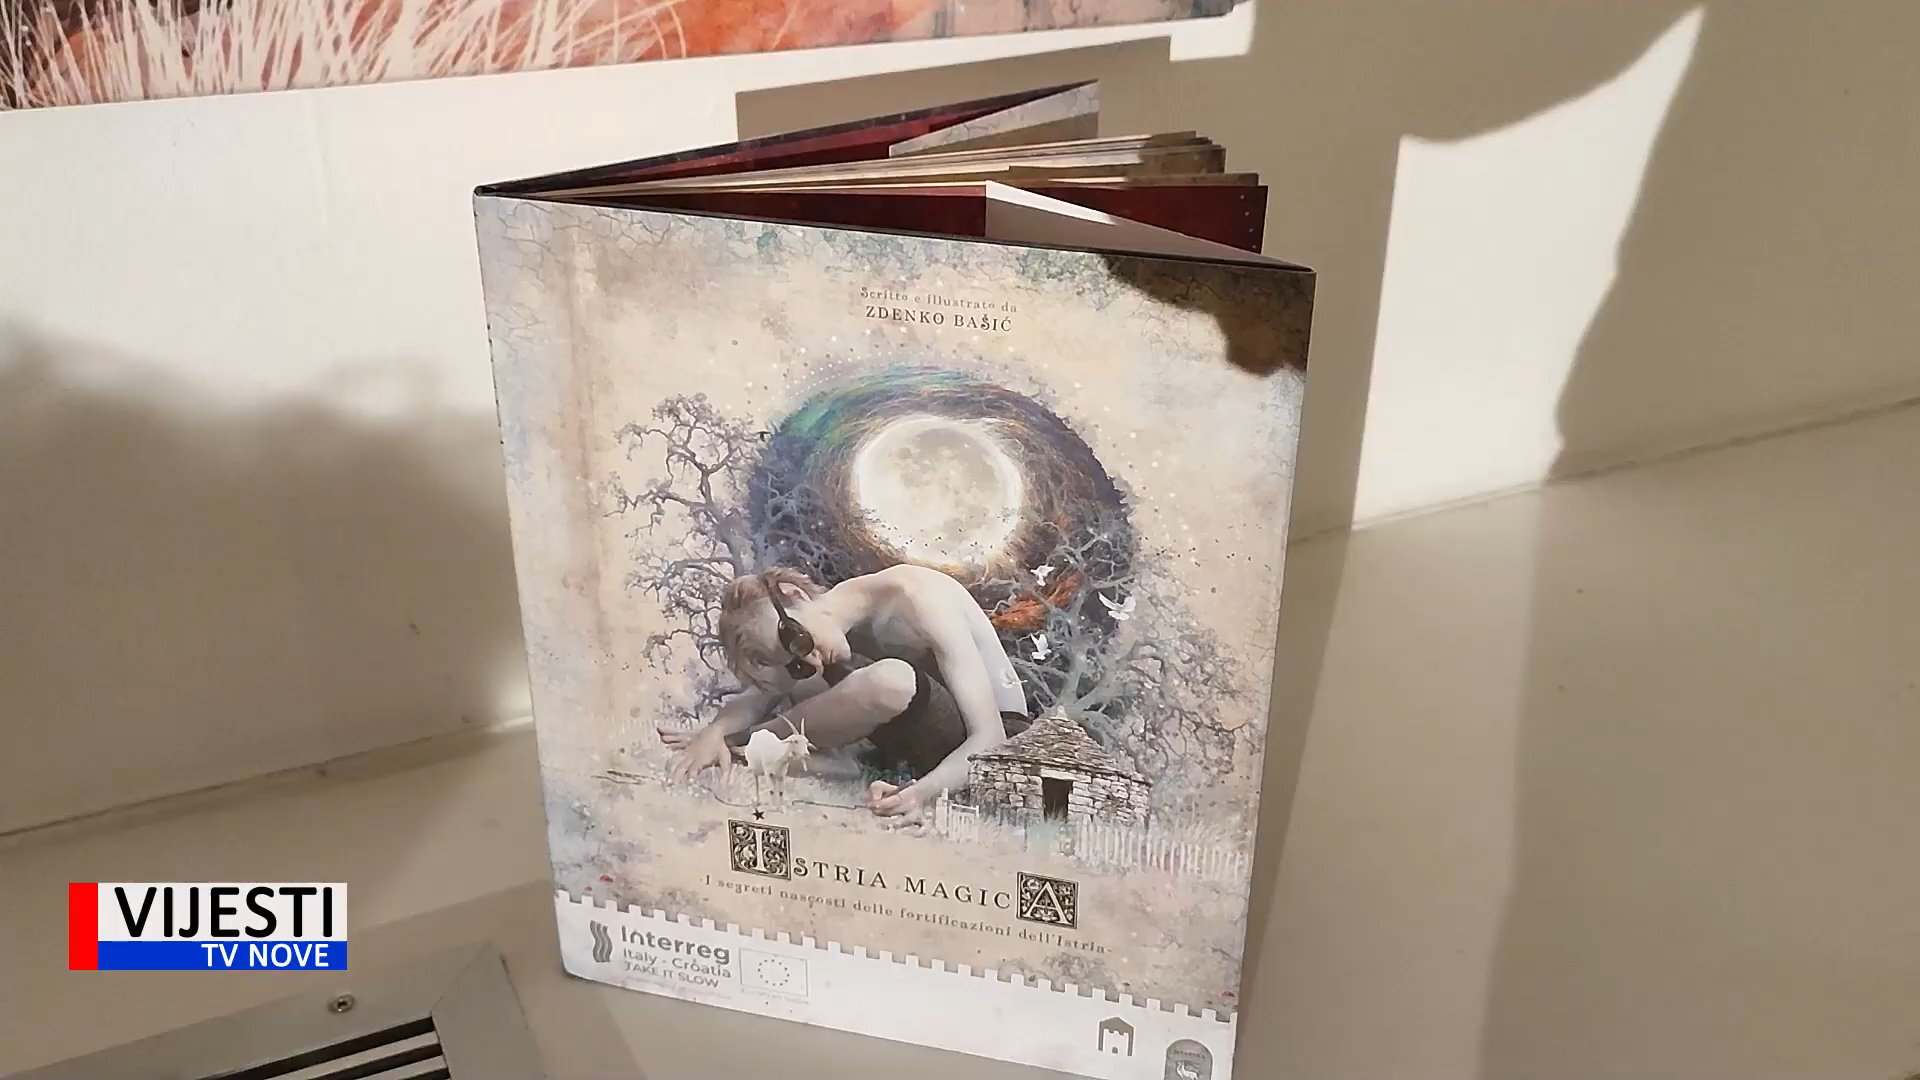 Scritto e illustrato da
ZDENKO BAŠIĆ
ISTRIA MAGICA
·I segreti nascosti delle fortificazioni dell'Istria·
Interreg
Italy - Croatia
TAKE IT SLOW
VIJESTI
TV NOVE